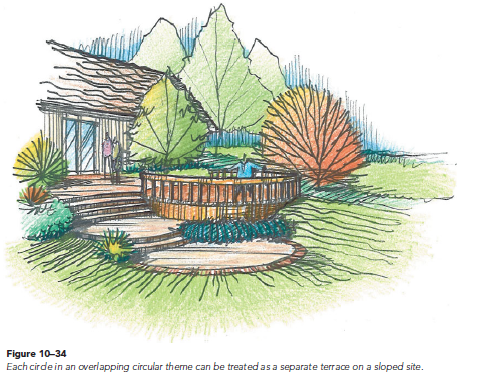 Figure 10–34
Each circle in an overlapping circular theme can be treated as a separate terrace on a sloped site.